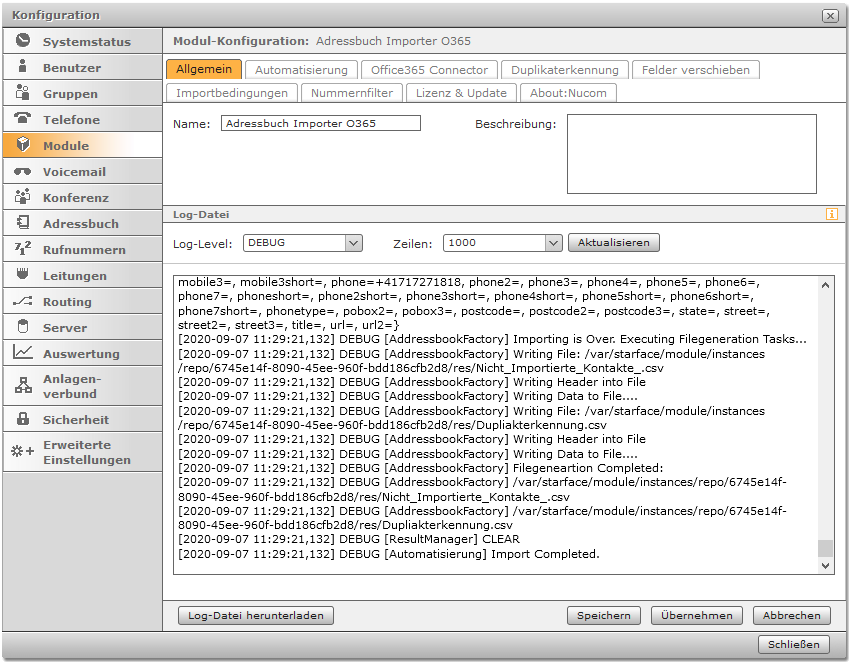 Konfiguration
Systemstatus
Benutzer
Gruppen
Telefone
Module
Voicemail
Konferenz
Adressbuch
Rufnummern
Leitungen
Routing
Server
Auswertung
Anlagen-
verbund
Sicherheit
Erweiterte
Einstellungen
Modul-Konfiguration: Adressbuch Importer O365
Allgemein Automatisierung Office365 Connector Duplikaterkennung Felder verschieben
Importbedingungen Nummernfilter Lizenz & Update About:Nucom
Name: Adressbuch Importer O365 Beschreibung:
Log-Datei
Log-Level: DEBUG Zeilen: 1000 Aktualisieren
mobile3=, mobile3short=, phone=+41717271818, phone2=, phone3=, phone4=, phone5=, phone6=,
phone7=, phoneshort=, phone2short=, phone3short=, phone4short=, phone5short=, phone6short=,
phone7short=, phonetype=, pobox2=, pobox3=, postcode=, postcode2=, postcode3=, state=, street=,
street2=, street3=, title=, url=, url2=}
[2020-09-07 11:29:21,132] DEBUG [AddressbookFactory] Importing is Over. Executing Filegeneration Tasks...
[2020-09-07 11:29:21,132] DEBUG [AddressbookFactory] Writing File: /var/starface/module/instances
/repo/6745e14f-8090-45ee-960f-bdd186cfb2d8/res/Nicht_Importierte_Kontakte_.csv
[2020-09-07 11:29:21,132] DEBUG [AddressbookFactory] Writing Header into File
[2020-09-07 11:29:21,132] DEBUG [AddressbookFactory] Writing Data to File....
[2020-09-07 11:29:21,132] DEBUG [AddressbookFactory] Writing File: /var/starface/module/instances
/repo/6745e14f-8090-45ee-960f-bdd186cfb2d8/res/Dupliakterkennung.csv
[2020-09-07 11:29:21,132] DEBUG [AddressbookFactory] Writing Header into File
[2020-09-07 11:29:21,132] DEBUG [AddressbookFactory] Writing Data to File....
[2020-09-07 11:29:21,132] DEBUG [AddressbookFactory] Filegeneartion Completed:
[2020-09-07 11:29:21,132] DEBUG [AddressbookFactory] /var/starface/module/instances/repo/6745e14f-
8090-45ee-960f-bdd186cfb2d8/res/Nicht_Importierte_Kontakte_.csv
[2020-09-07 11:29:21,132] DEBUG [AddressbookFactory] /var/starface/module/instances/repo/6745e14f-
8090-45ee-960f-bdd186cfb2d8/res/Dupliakterkennung.csv
[2020-09-07 11:29:21,132] DEBUG [ResultManager] CLEAR
[2020-09-07 11:29:21,132] DEBUG [Automatisierung] Import Completed.
Log-Datei herunterladen Speichern Übernehmen Abbrechen
Schließen